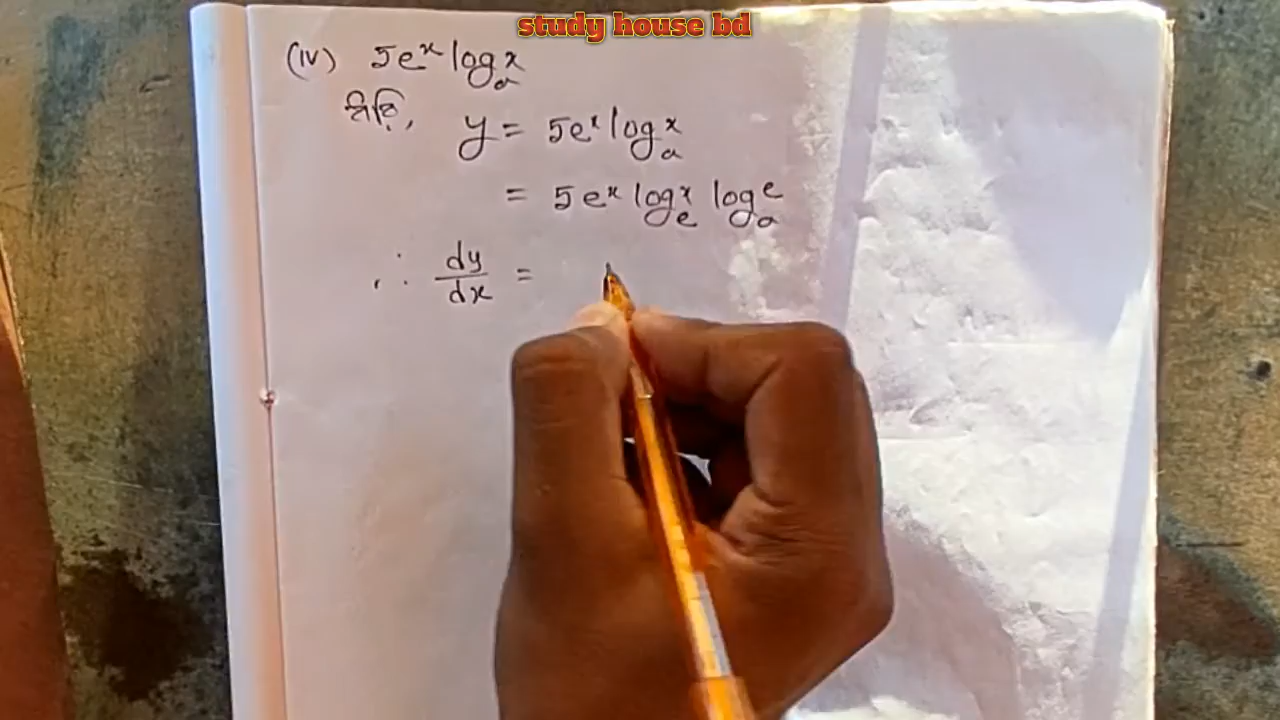 study house bd
(iv) 5eˣ logₐx
ধরি, y = 5eˣ logₐx
= 5eˣ logₑx logₐe
∴ dy/dx =